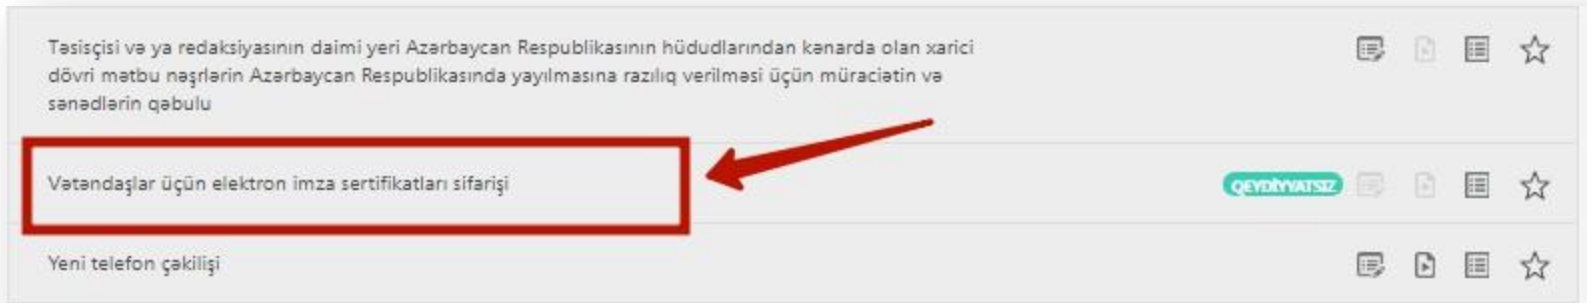 Təsisçisi və ya redaksiyasının daimi yeri Azərbaycan Respublikasının hüdudlarından kənarda olan xarici
dövri mətbu nəşrlərin Azərbaycan Respublikasında yayılmasına razılıq verilməsi üçün müraciətin və
sənədlərin qəbulu
Vətəndaşlar üçün elektron imza sertifikatları sifarişi
QEYDİYYATSIZ
Yeni telefon çəkilişi